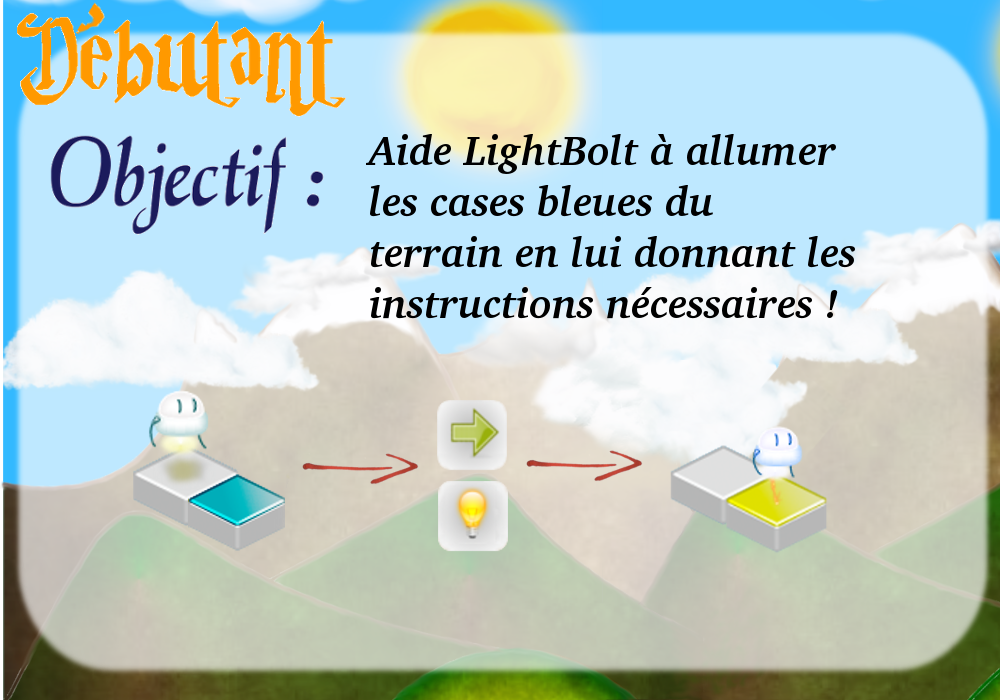 Débutant
Objectif :
Aide LightBolt à allumer
les cases bleues du
terrain en lui donnant les
instructions nécessaires !